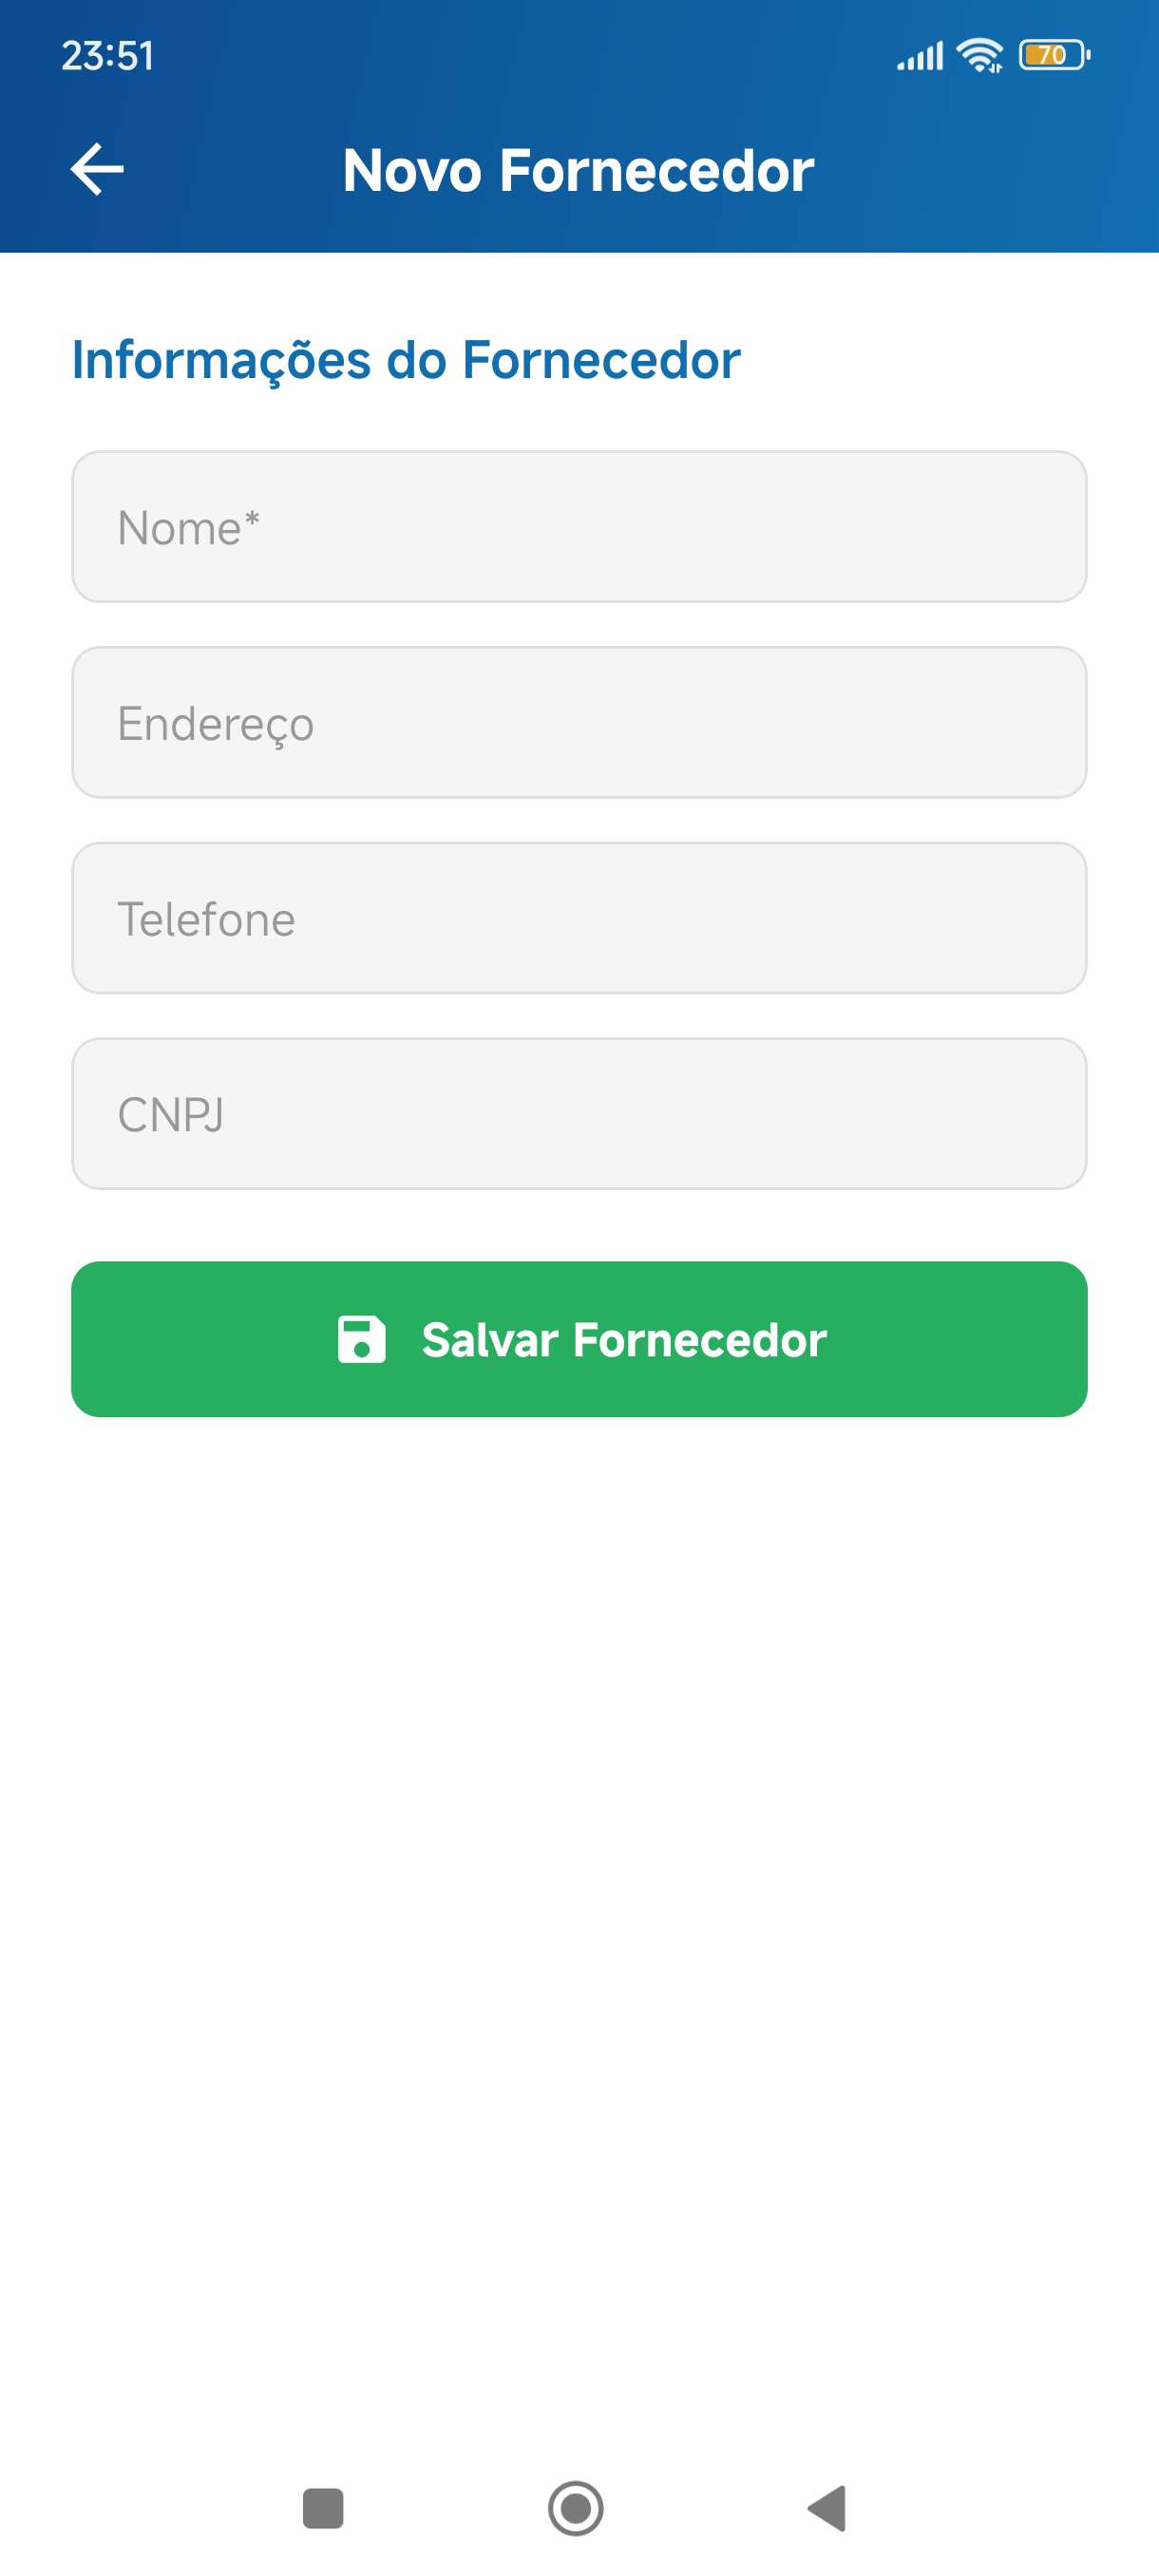 23:51
70
Novo Fornecedor
Informações do Fornecedor
Nome*
Endereço
Telefone
CNPJ
Salvar Fornecedor